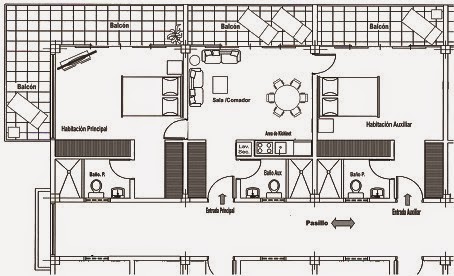 Balcón
Balcón
Balcón
Balcón
Sala /Comedor
Habitación Principal
Habitación Auxiliar
Area de Kitchinet
Lav.
Sec.
Baño. P.
Baño Aux
Baño P.
Entrada Principal
Entrada Auxiliar
Pasillo